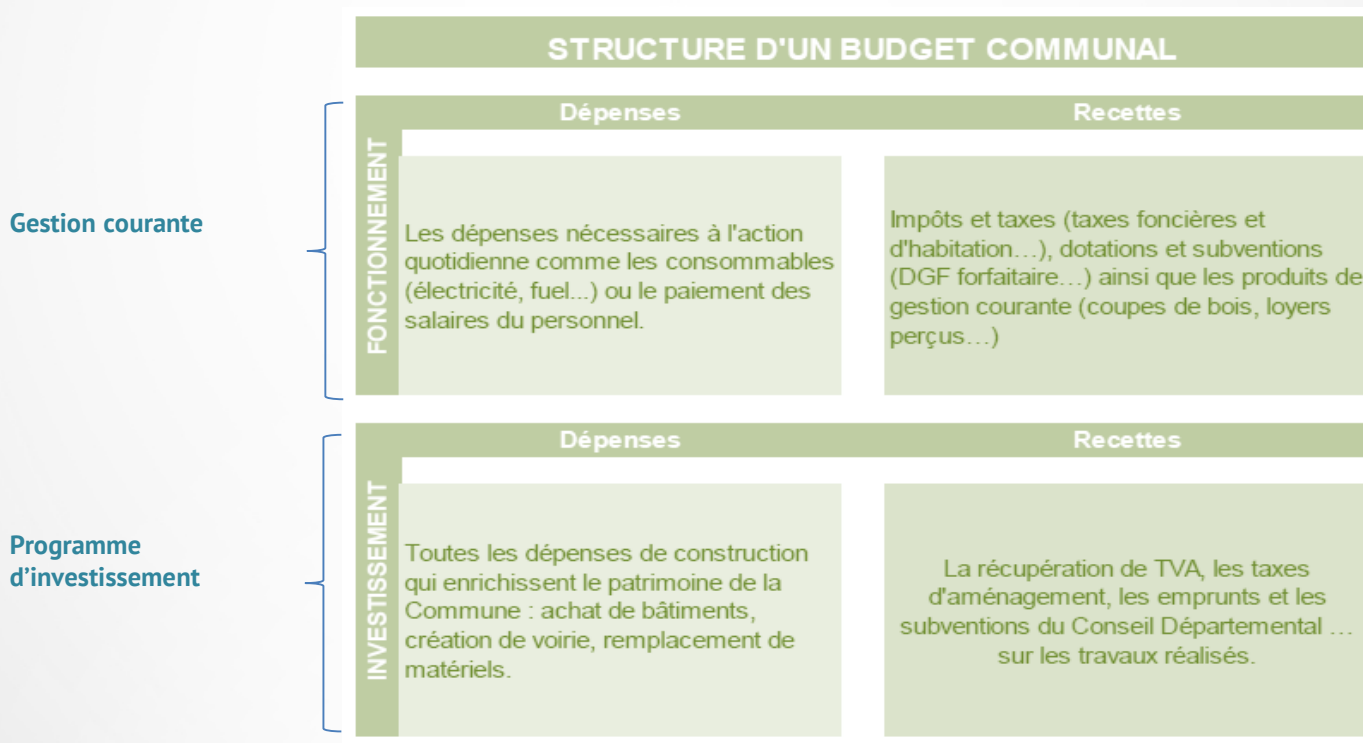 STRUCTURE D'UN BUDGET COMMUNAL
Gestion courante
FONCTIONNEMENT
Dépenses
Les dépenses nécessaires à l'action
quotidienne comme les consommables
(électricité, fuel...) ou le paiement des
salaires du personnel.
Recettes
Impôts et taxes (taxes foncières et
d'habitation…), dotations et subventions
(DGF forfaitaire…) ainsi que les produits de
gestion courante (coupes de bois, loyers
perçus…)
Programme
d’investissement
INVESTISSEMENT
Dépenses
Toutes les dépenses de construction
qui enrichissent le patrimoine de la
Commune : achat de bâtiments,
création de voirie, remplacement de
matériels.
Recettes
La récupération de TVA, les taxes
d'aménagement, les emprunts et les
subventions du Conseil Départemental …
sur les travaux réalisés.